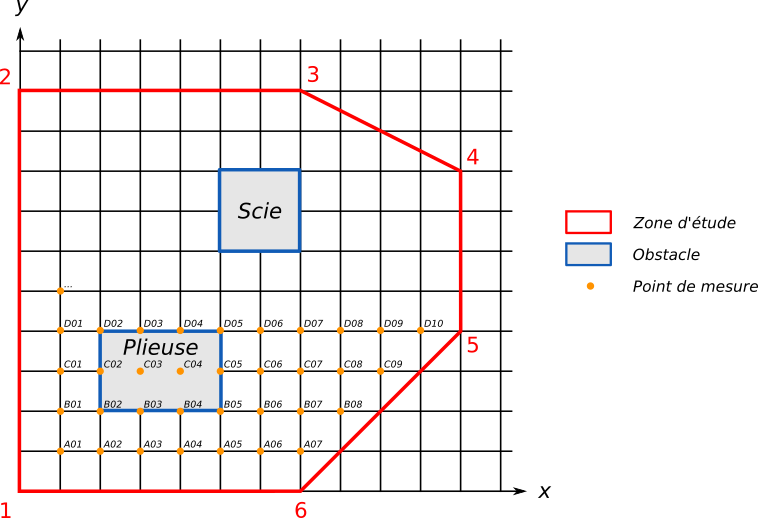 y
2
3
4
Scie
Zone d'étude
Obstacle
Point de mesure
...
D01 D02 D03 D04 D05 D06 D07 D08 D09 D10
Plieuse
5
C01 C02 C03 C04 C05 C06 C07 C08 C09
B01 B02 B03 B04 B05 B06 B07 B08
A01 A02 A03 A04 A05 A06 A07
x
1
6